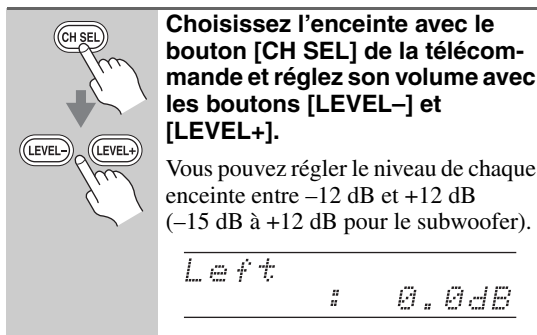 CH SEL
LEVEL–
LEVEL+
Choisissez l'enceinte avec le
bouton [CH SEL] de la télécom-
mande et réglez son volume avec
les boutons [LEVEL–] et
[LEVEL+].
Vous pouvez régler le niveau de chaque
enceinte entre –12 dB et +12 dB
(–15 dB à +12 dB pour le subwoofer).
Left
: 0.0dB